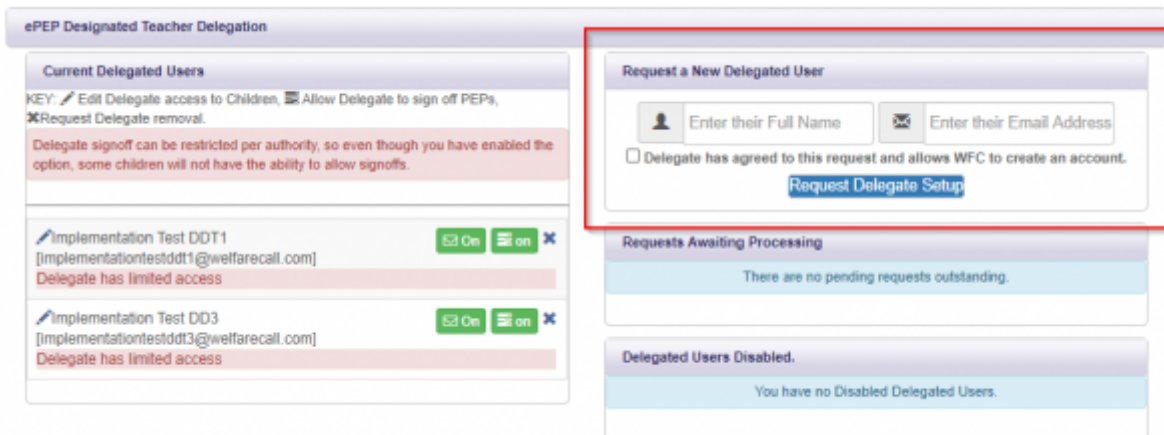 ePEP Designated Teacher Delegation
Current Delegated Users
KEY: Edit Delegate access to Children, Allow Delegate to sign off PEPs,
Request Delegate removal.
Delegate signoff can be restricted per authority, so even though you have enabled the
option, some children will not have the ability to allow signoffs.
Implementation Test DDT1
On on
[implementationtestddt1@welfarecall.com]
Delegate has limited access
Implementation Test DD3
On on
[implementationtestddt3@welfarecall.com]
Delegate has limited access
Request a New Delegated User
Enter their Full Name Enter their Email Address
Delegate has agreed to this request and allows WFC to create an account.
Request Delegate Setup
Requests Awaiting Processing
There are no pending requests outstanding.
Delegated Users Disabled.
You have no Disabled Delegated Users.